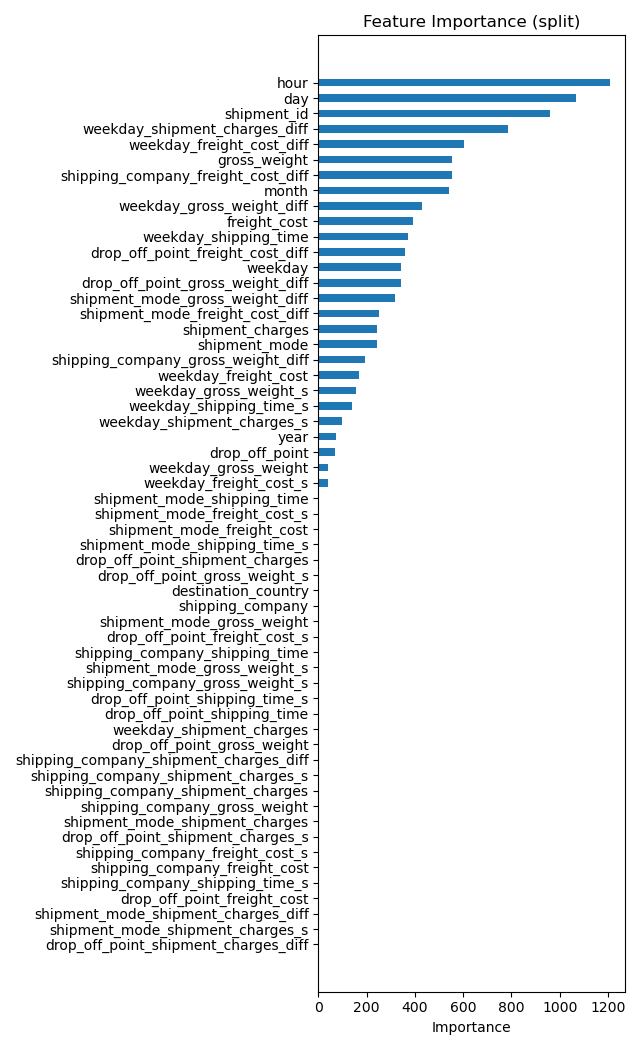 Feature Importance (split)
hour
day
shipment_id
weekday_shipment_charges_diff
weekday_freight_cost_diff
gross_weight
shipping_company_freight_cost_diff
month
weekday_gross_weight_diff
freight_cost
weekday_shipping_time
drop_off_point_freight_cost_diff
weekday
drop_off_point_gross_weight_diff
shipment_mode_gross_weight_diff
shipment_mode_freight_cost_diff
shipment_charges
shipment_mode
shipping_company_gross_weight_diff
weekday_freight_cost
weekday_gross_weight_s
weekday_shipping_time_s
weekday_shipment_charges_s
year
drop_off_point
weekday_gross_weight
weekday_freight_cost_s
shipment_mode_shipping_time
shipment_mode_freight_cost_s
shipment_mode_freight_cost
shipment_mode_shipping_time_s
drop_off_point_shipment_charges
drop_off_point_gross_weight_s
destination_country
shipping_company
shipment_mode_gross_weight
drop_off_point_freight_cost_s
shipping_company_shipping_time
shipment_mode_gross_weight_s
shipping_company_gross_weight_s
drop_off_point_shipping_time_s
drop_off_point_shipping_time
weekday_shipment_charges
drop_off_point_gross_weight
shipping_company_shipment_charges_diff
shipping_company_shipment_charges_s
shipping_company_shipment_charges
shipping_company_gross_weight
shipment_mode_shipment_charges
drop_off_point_shipment_charges_s
shipping_company_freight_cost_s
shipping_company_freight_cost
shipping_company_shipping_time_s
drop_off_point_freight_cost
shipment_mode_shipment_charges_diff
shipment_mode_shipment_charges_s
drop_off_point_shipment_charges_diff
0 200 400 600 800 1000 1200
Importance